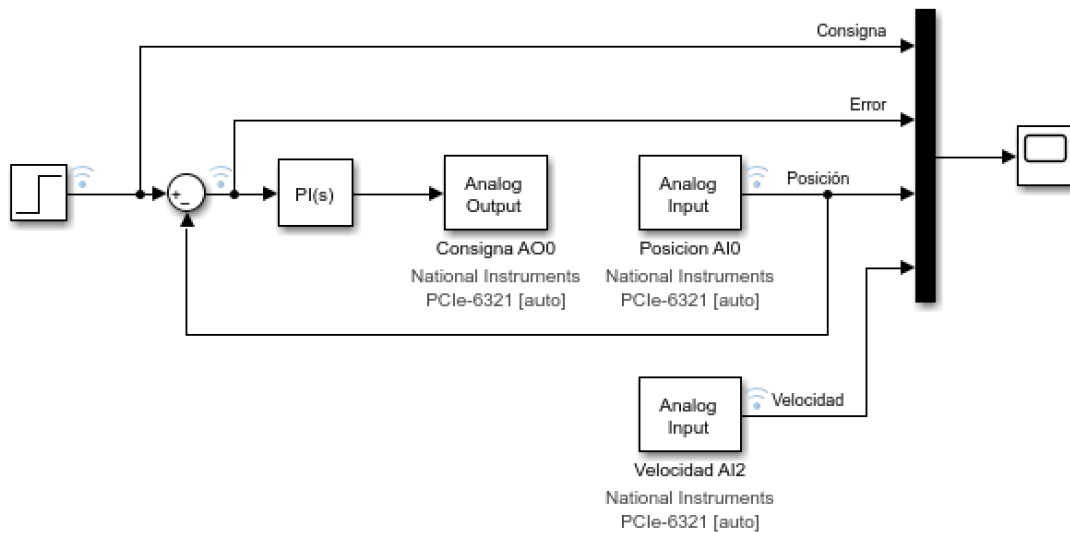 Consigna
Error
+
−
PI(s)
Analog
Output
Consigna AO0
National Instruments
PCIe-6321 [auto]
Analog
Input
Posicion AI0
National Instruments
PCIe-6321 [auto]
Posición
Analog
Input
Velocidad AI2
National Instruments
PCIe-6321 [auto]
Velocidad